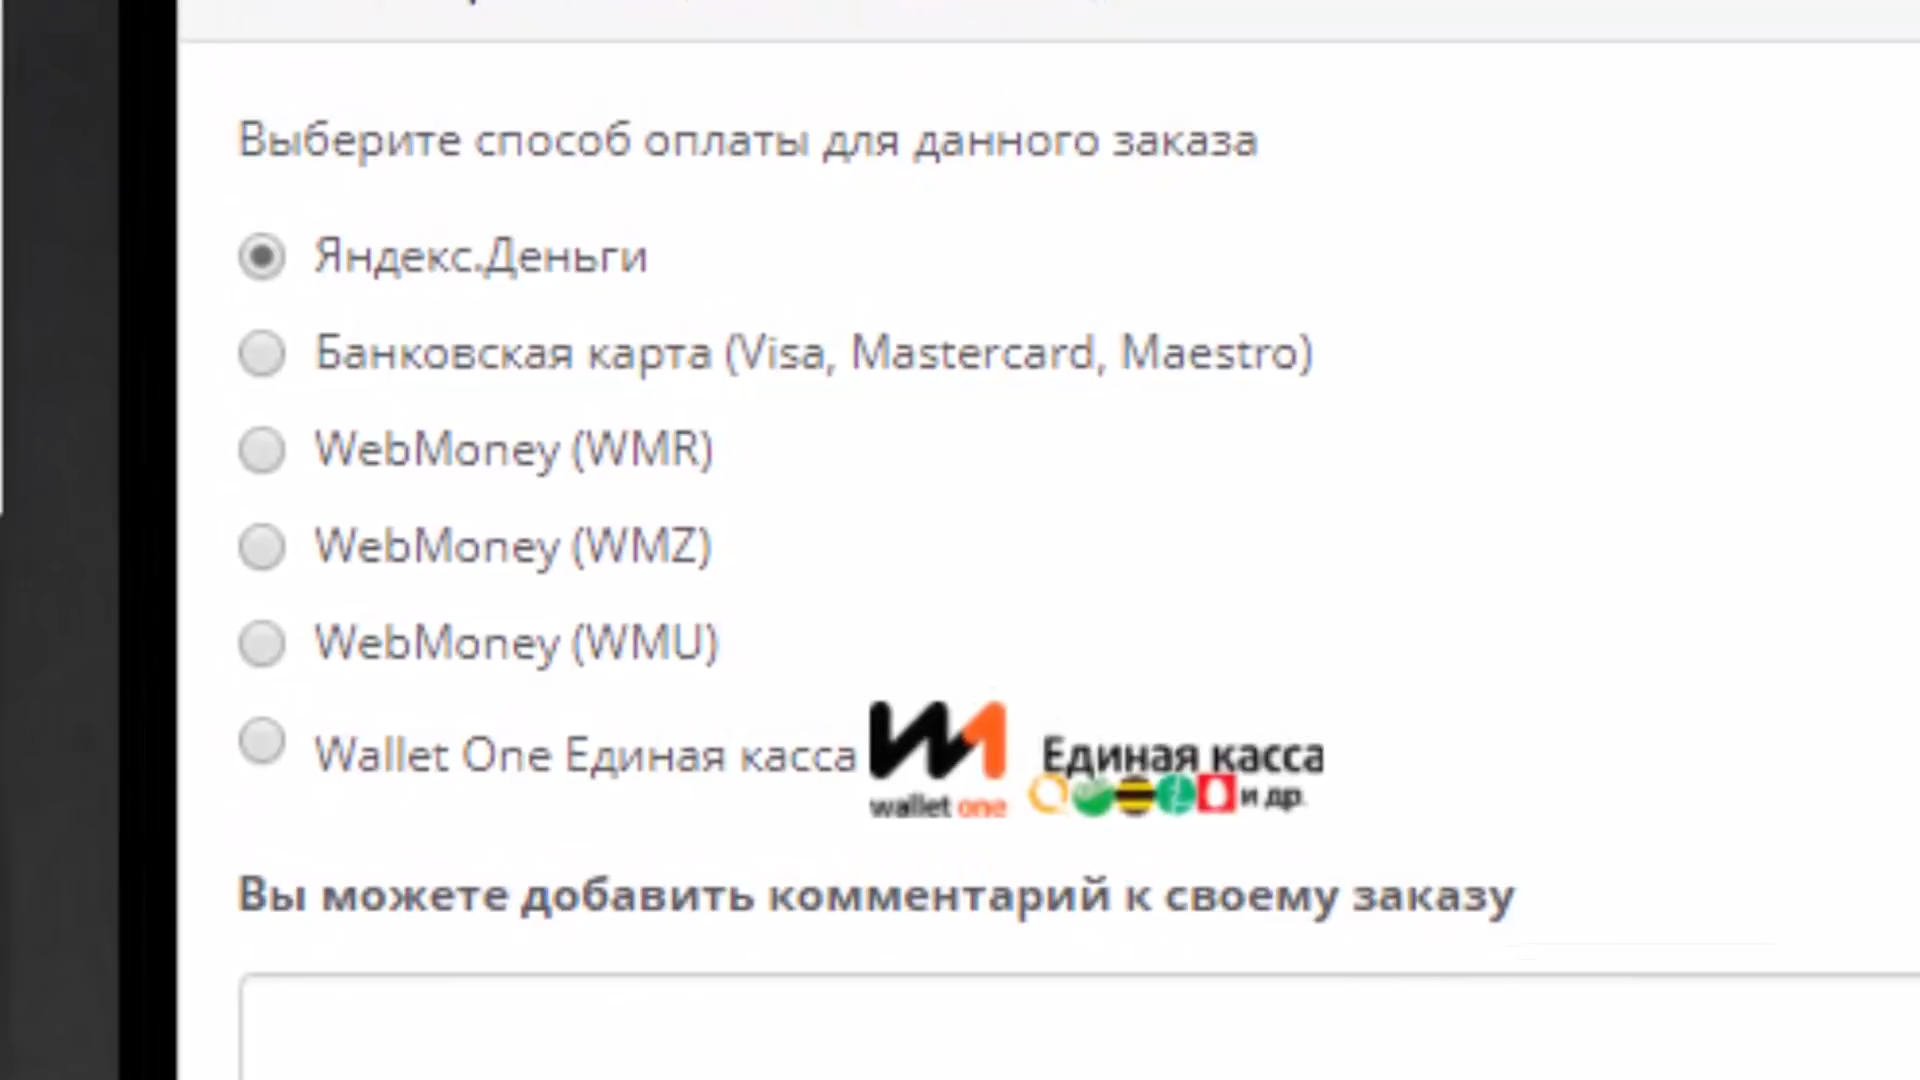 Выберите способ оплаты для данного заказа
Яндекс.Деньги
Банковская карта (Visa, Mastercard, Maestro)
WebMoney (WMR)
WebMoney (WMZ)
WebMoney (WMU)
Wallet One Единая касса
wallet one
Единая касса
и др.
Вы можете добавить комментарий к своему заказу